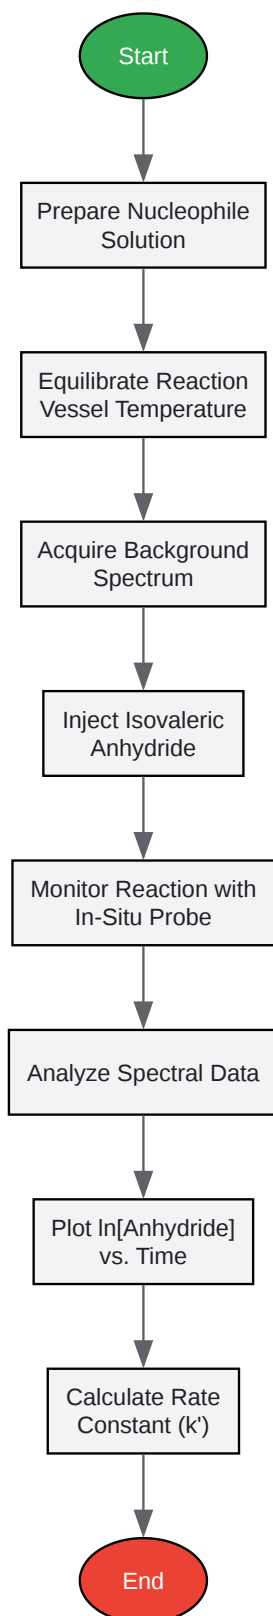 Start
Prepare Nucleophile
Solution
Equilibrate Reaction
Vessel Temperature
Acquire Background
Spectrum
Inject Isovaleric
Anhydride
Monitor Reaction with
In-Situ Probe
Analyze Spectral Data
Plot ln[Anhydride]
vs. Time
Calculate Rate
Constant (k')
End